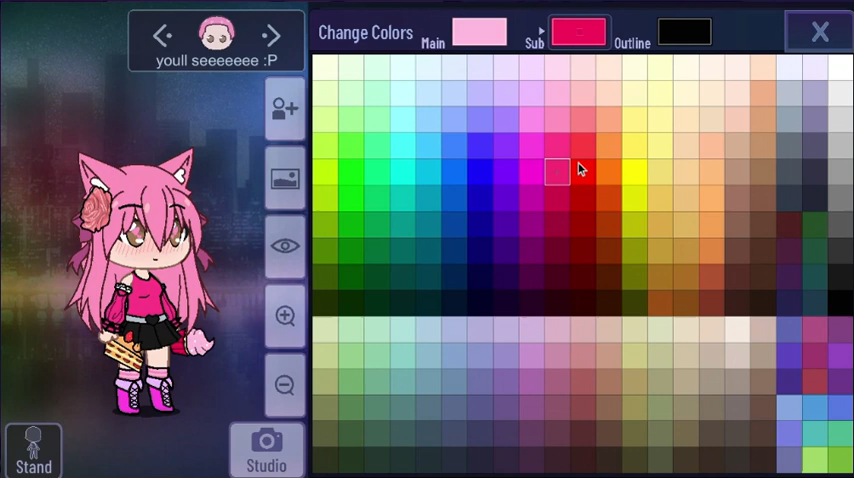 youll seeeeeee :P
Change Colors
Main
Sub
Outline
X
Stand
Studio